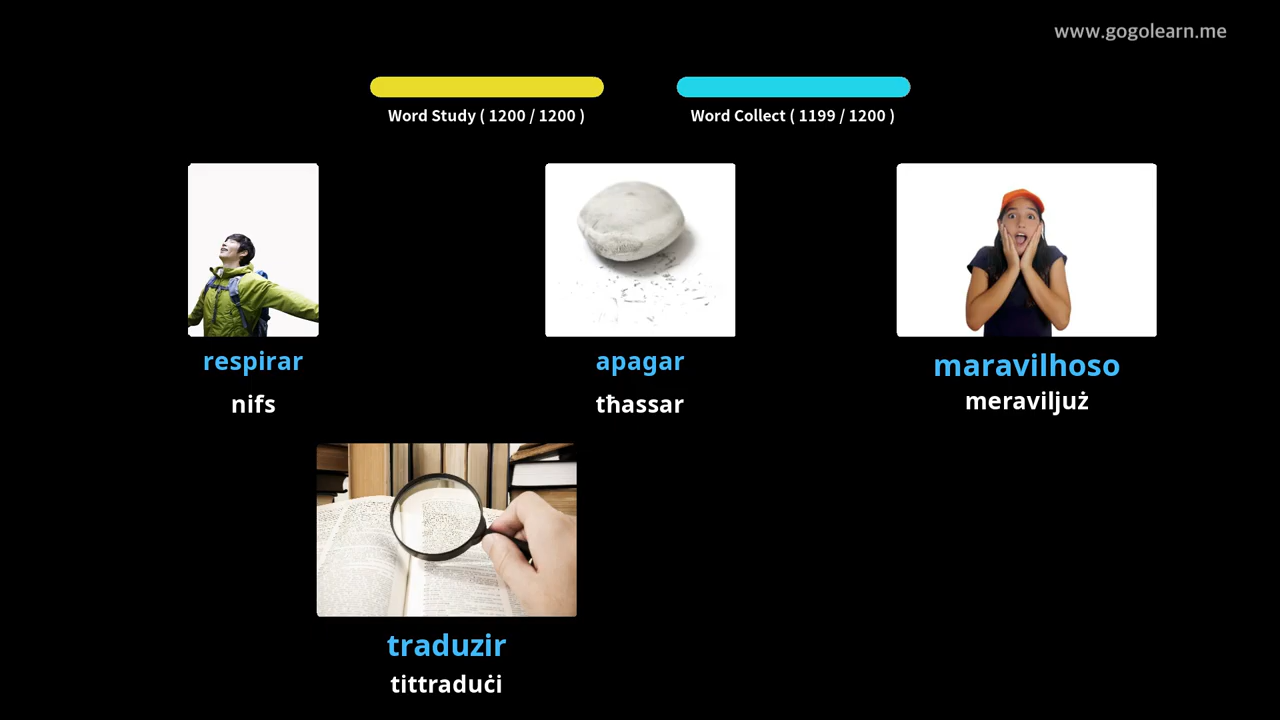 www.gogolearn.me
Word Study ( 1200 / 1200 )
Word Collect ( 1199 / 1200 )
respirar
nifs
apagar
tħassar
maravilhoso
meraviljuż
traduzir
tittraduċi